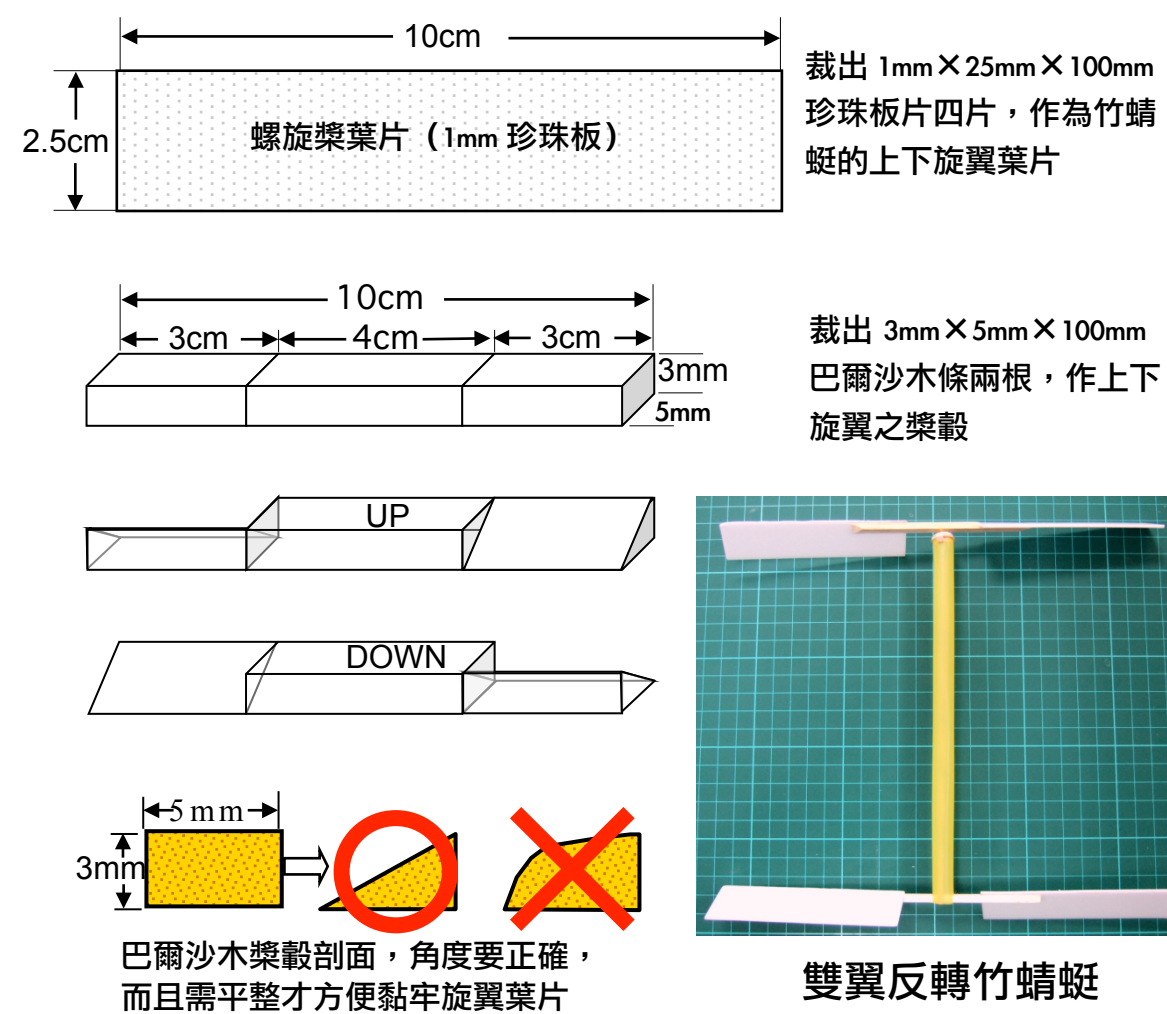 10cm
2.5cm
螺旋槳葉片（1mm 珍珠板）
裁出 1mm×25mm×100mm
珍珠板片四片，作為竹蜻
蜓的上下旋翼葉片
10cm
3cm
4cm
3cm
3mm
5mm
裁出 3mm×5mm×100mm
巴爾沙木條兩根，作上下
旋翼之槳轂
UP
DOWN
5mm
3mm
巴爾沙木槳轂剖面，角度要正確，
而且需平整才方便黏牢旋翼葉片
雙翼反轉竹蜻蜓